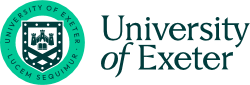 UNIVERSITY OF EXETER
LUCEM SEQUIMUR
University
of Exeter